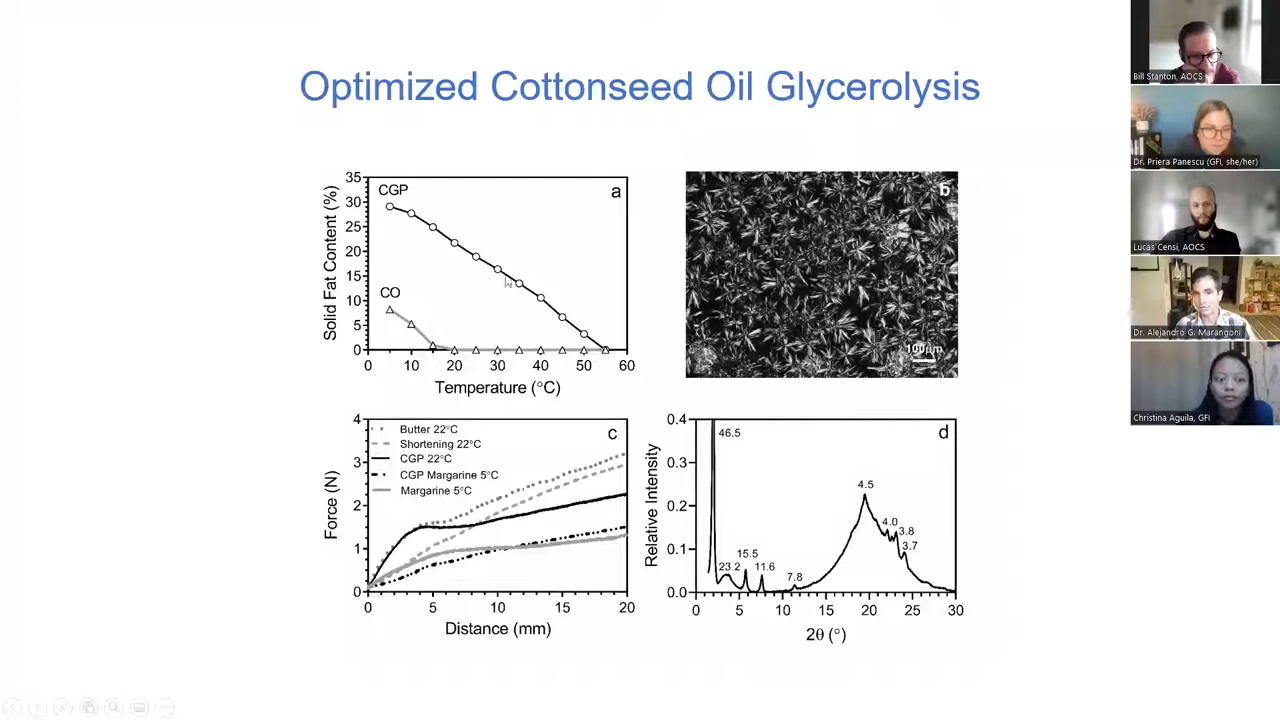 Optimized Cottonseed Oil Glycerolysis
a
CGP
CO
Solid Fat Content (%)
35
30
25
20
15
10
5
0
0 10 20 30 40 50 60
Temperature (°C)
b
100μm
c
Butter 22°C
Shortening 22°C
CGP 22°C
CGP Margarine 5°C
Margarine 5°C
Force (N)
4
3
2
1
0
0 5 10 15 20
Distance (mm)
d
46.5
23.2
15.5
11.6
7.8
4.5
4.0
3.8
3.7
Relative Intensity
0.4
0.3
0.2
0.1
0.0
0 5 10 15 20 25 30
2θ (°)
Bill Stanton, AOCS
Dr. Priera Panescu (GFI, she/her)
Lucas Censi, AOCS
Dr. Alejandro G. Marangoni,
Christina Aguila, GFI